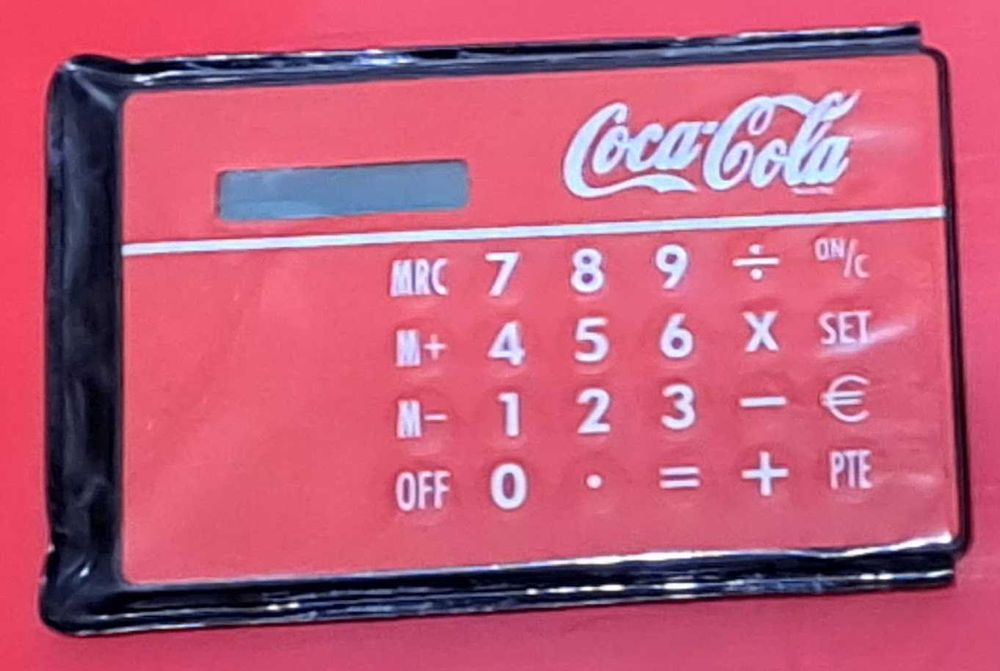 Coca-Cola
MRC 7 8 9 ÷ ON/C
M+ 4 5 6 X SET
M− 1 2 3 − €
OFF 0 . = + PTE